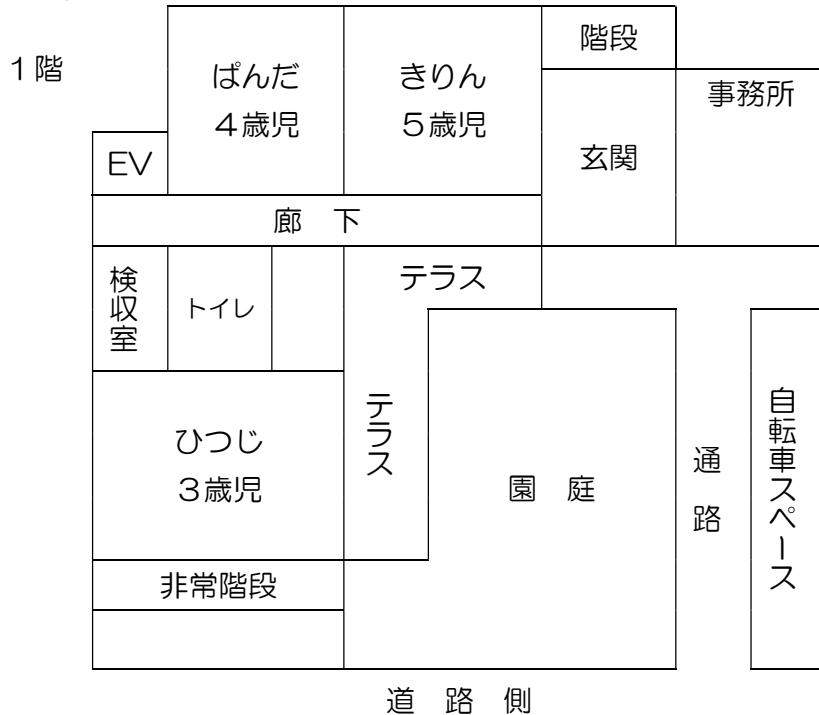 １階
ぱんだ
４歳児
きりん
５歳児
階段
事務所
EV
玄関
廊　下
検収室
トイレ
テラス
ひつじ
３歳児
テラス
園　庭
通　路
自転車スペース
非常階段
道　路　側